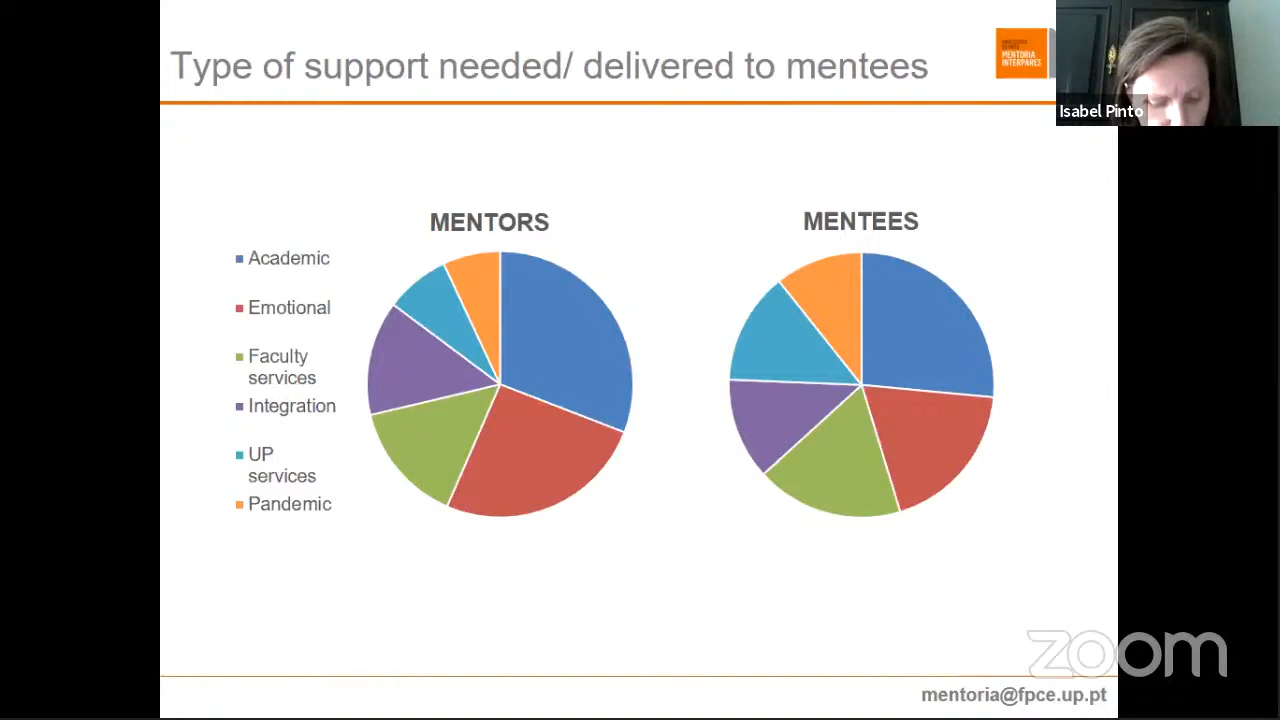 Type of support needed/ delivered to mentees
MENTORIA
INTERPARES
Isabel Pinto
MENTORS
MENTEES
Academic
Emotional
Faculty
services
Integration
UP
services
Pandemic
zoom
mentoria@fpce.up.pt